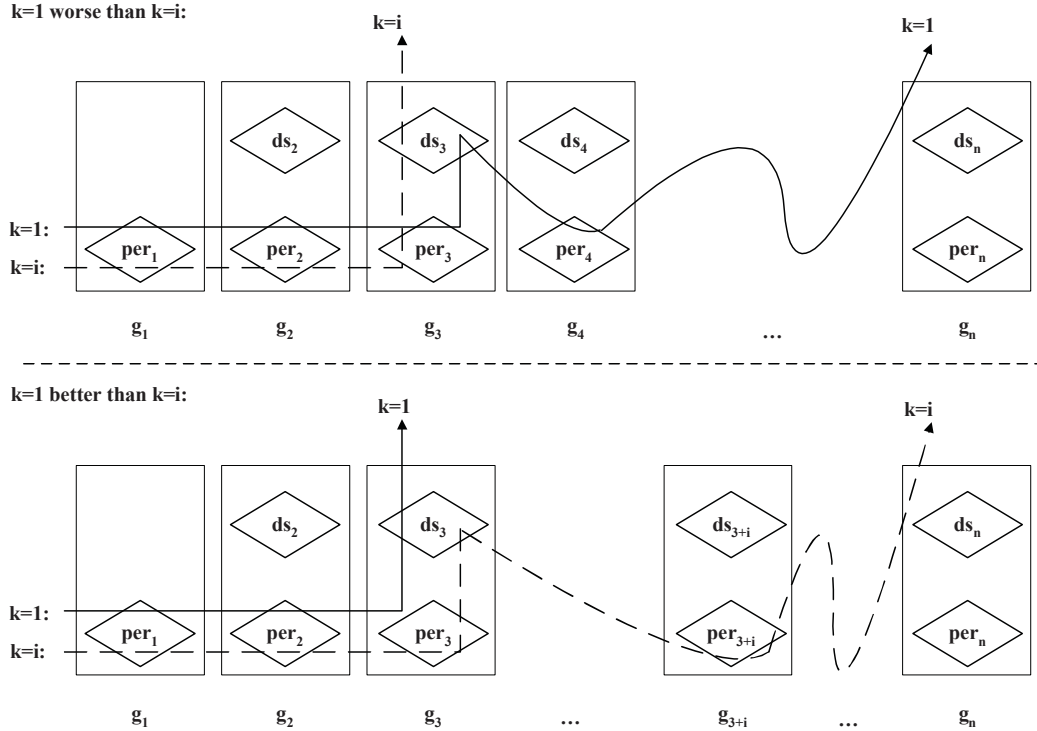 k=1 worse than k=i:
k=i
k=1
ds2 ds3 ds4 dsn
k=1:
per1 per2 per3 per4 pern
k=i:
g1 g2 g3 g4 ... gn
k=1 better than k=i:
k=1
k=i
ds2 ds3 ds3+i dsn
k=1:
per1 per2 per3 per3+i pern
k=i:
g1 g2 g3 ... g3+i ... gn